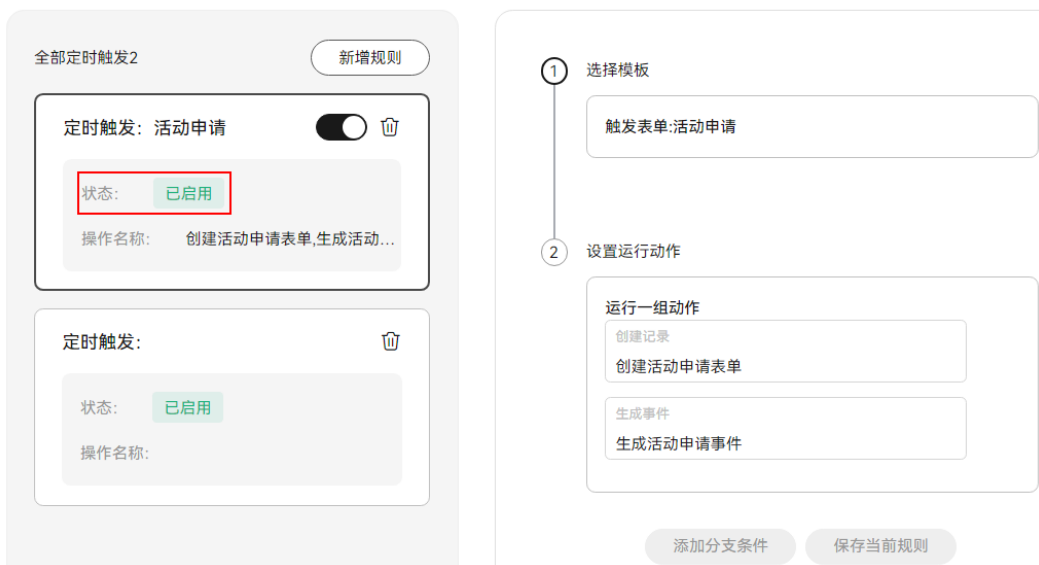 全部定时触发2
新增规则
定时触发：活动申请
状态：
已启用
操作名称：
创建活动申请表单,生成活动...
定时触发：
状态：
已启用
操作名称：
1
选择模板
触发表单:活动申请
2
设置运行动作
运行一组动作
创建记录
创建活动申请表单
生成事件
生成活动申请事件
添加分支条件
保存当前规则